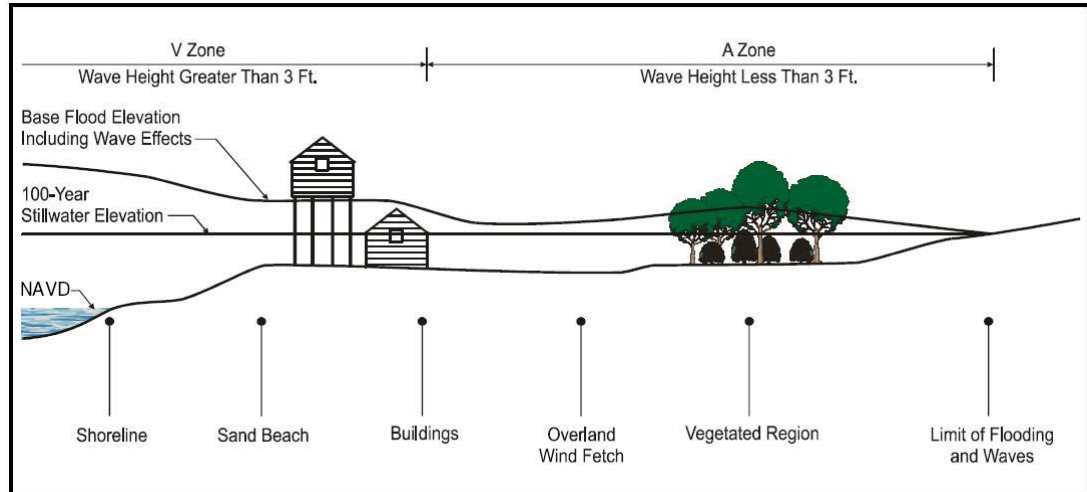 V Zone
Wave Height Greater Than 3 Ft.
A Zone
Wave Height Less Than 3 Ft.
Base Flood Elevation
Including Wave Effects
100-Year
Stillwater Elevation
NAVD
Shoreline
Sand Beach
Buildings
Overland
Wind Fetch
Vegetated Region
Limit of Flooding
and Waves